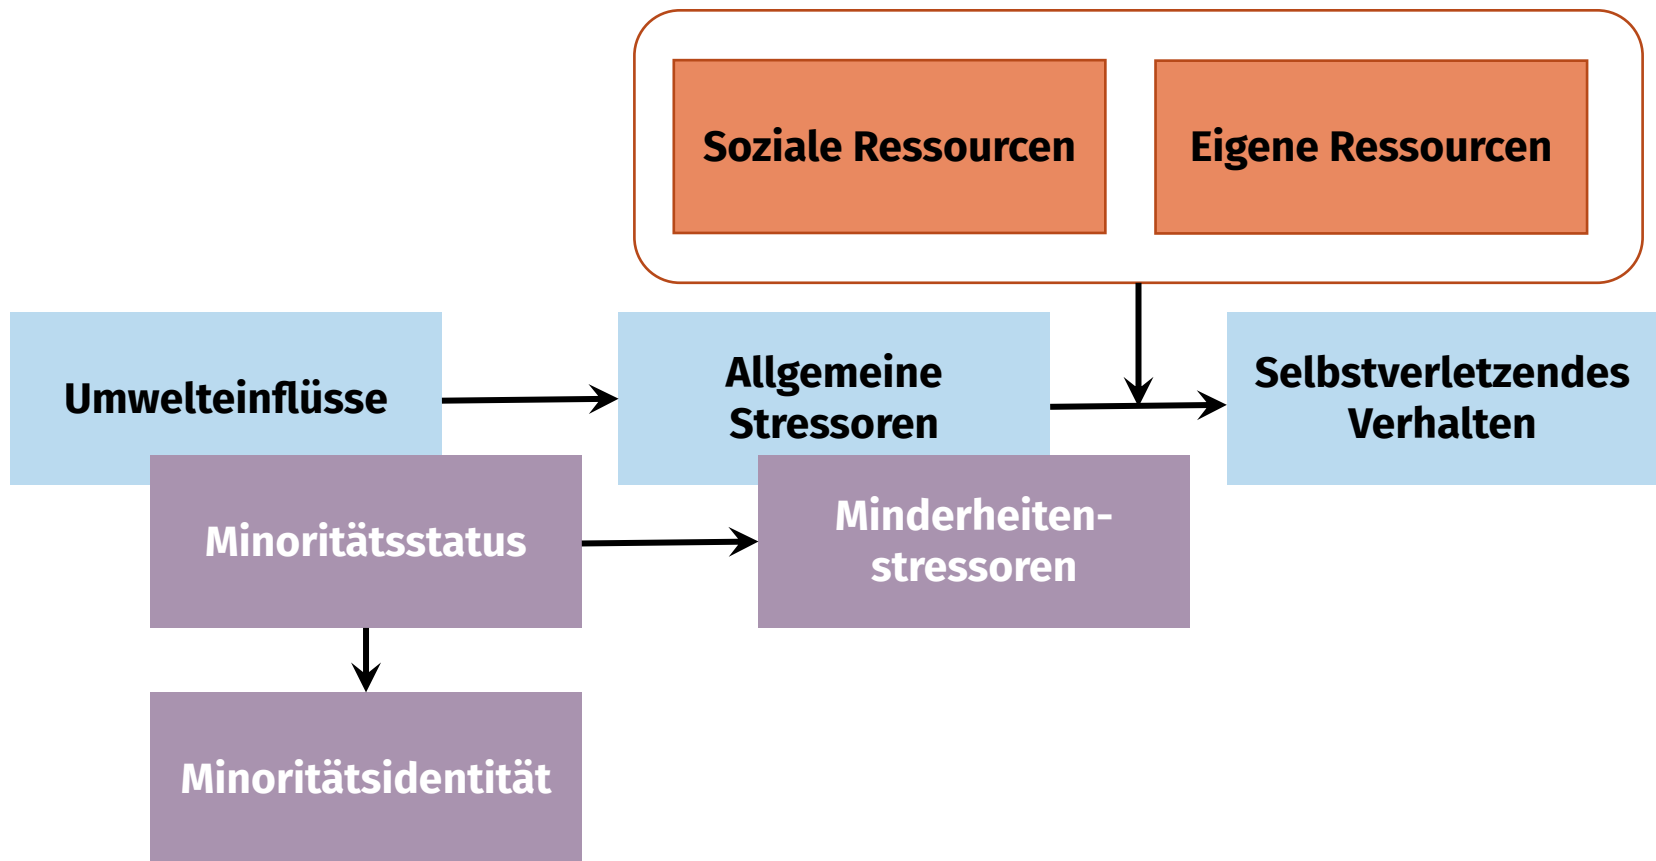 Soziale Ressourcen
Eigene Ressourcen
Umwelteinflüsse
Allgemeine
Stressoren
Selbstverletzendes
Verhalten
Minoritätsstatus
Minderheiten-
stressoren
Minoritätsidentität